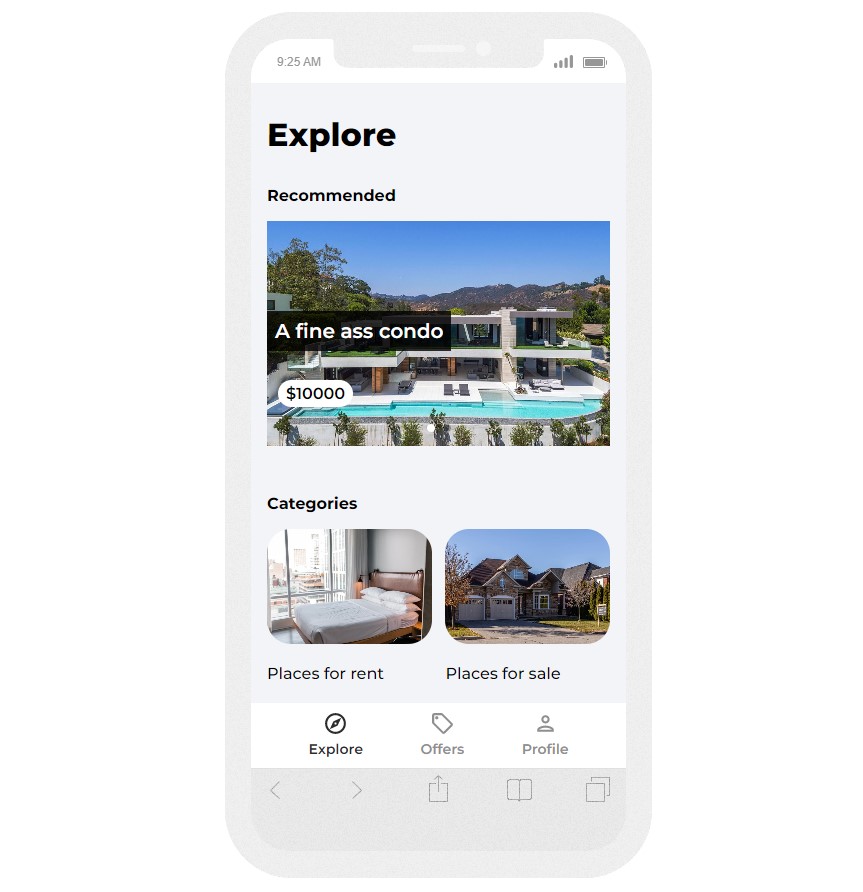 9:25 AM
Explore
Recommended
A fine ass condo
$10000
Categories
Places for rent
Places for sale
Explore
Offers
Profile